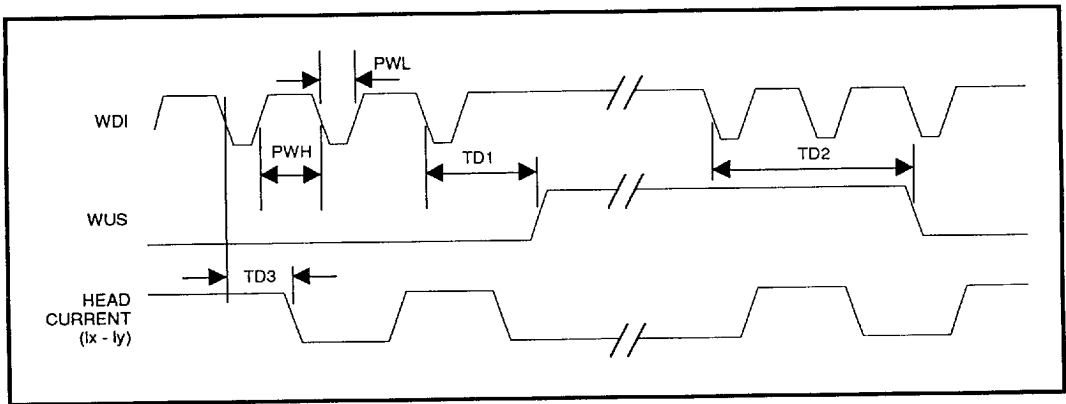 PWL
WDI
PWH
TD1
TD2
WUS
TD3
HEAD
CURRENT
(Ix - Iy)